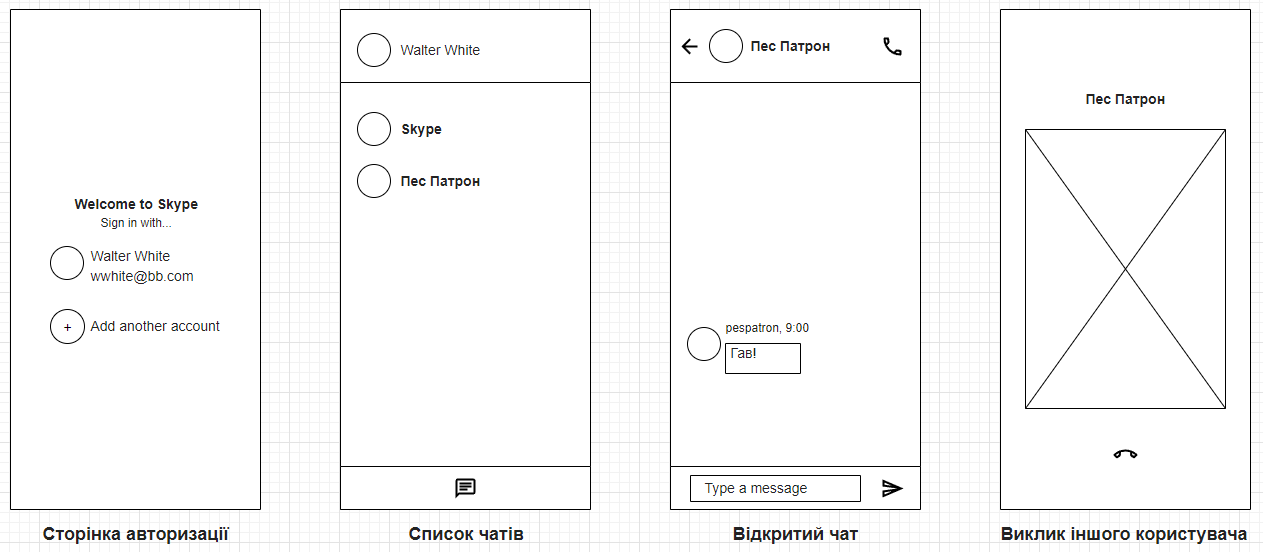 Welcome to Skype
Sign in with...
Walter White
wwhite@bb.com
+
Add another account
Сторінка авторизації
Walter White
Skype
Пес Патрон
Список чатів
Пес Патрон
pespatron, 9:00
Гав!
Type a message
Відкритий чат
Пес Патрон
Виклик іншого користувача